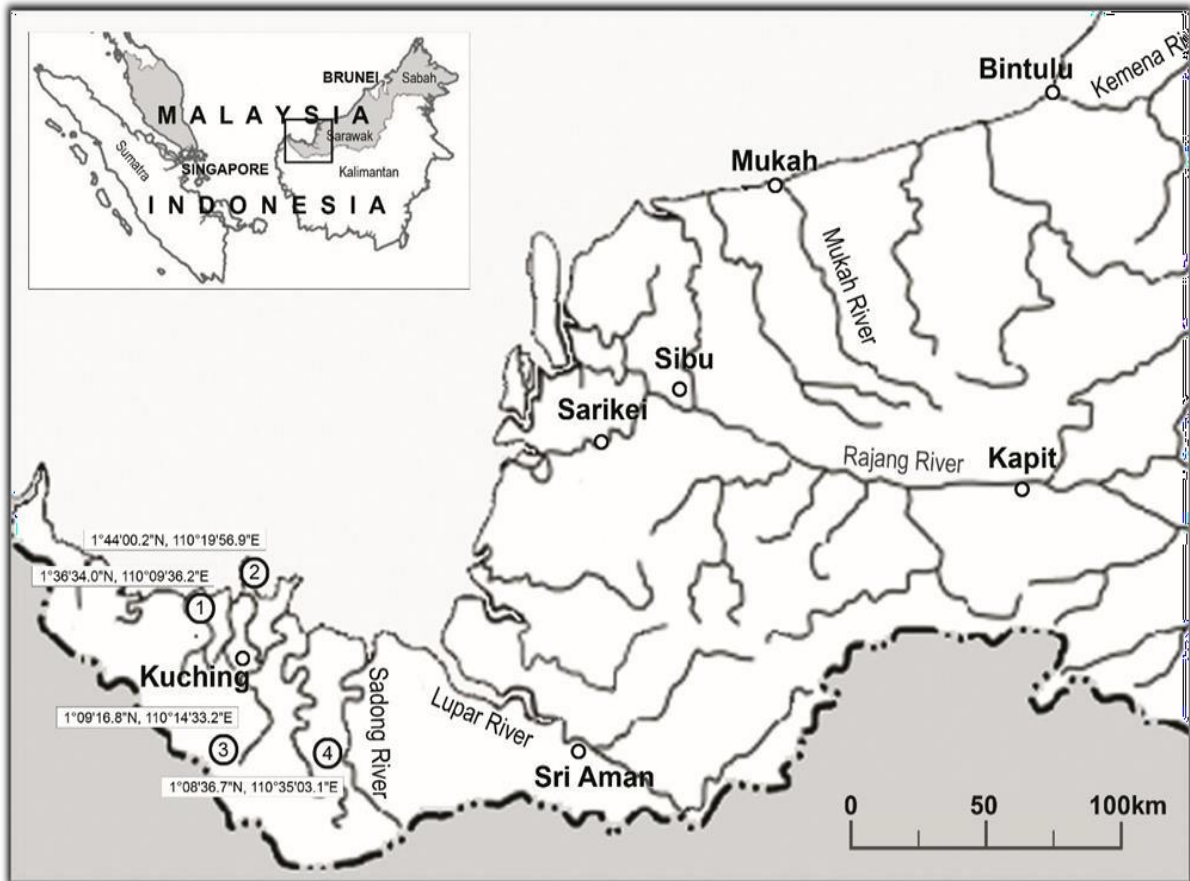 BRUNEI
Sabah
MALAYSIA
Sarawak
Sumatra
SINGAPORE
Kalimantan
INDONESIA
Bintulu
Kemena Ri
Mukah
Mukah River
Sibu
Sarikei
Rajang River
Kapit
1°44'00.2"N, 110°19'56.9"E
2
1°36'34.0"N, 110°09'36.2"E
1
Kuching
Sadong River
Lupar River
1°09'16.8"N, 110°14'33.2"E
3
4
Sri Aman
1°08'36.7"N, 110°35'03.1"E
0 50 100km